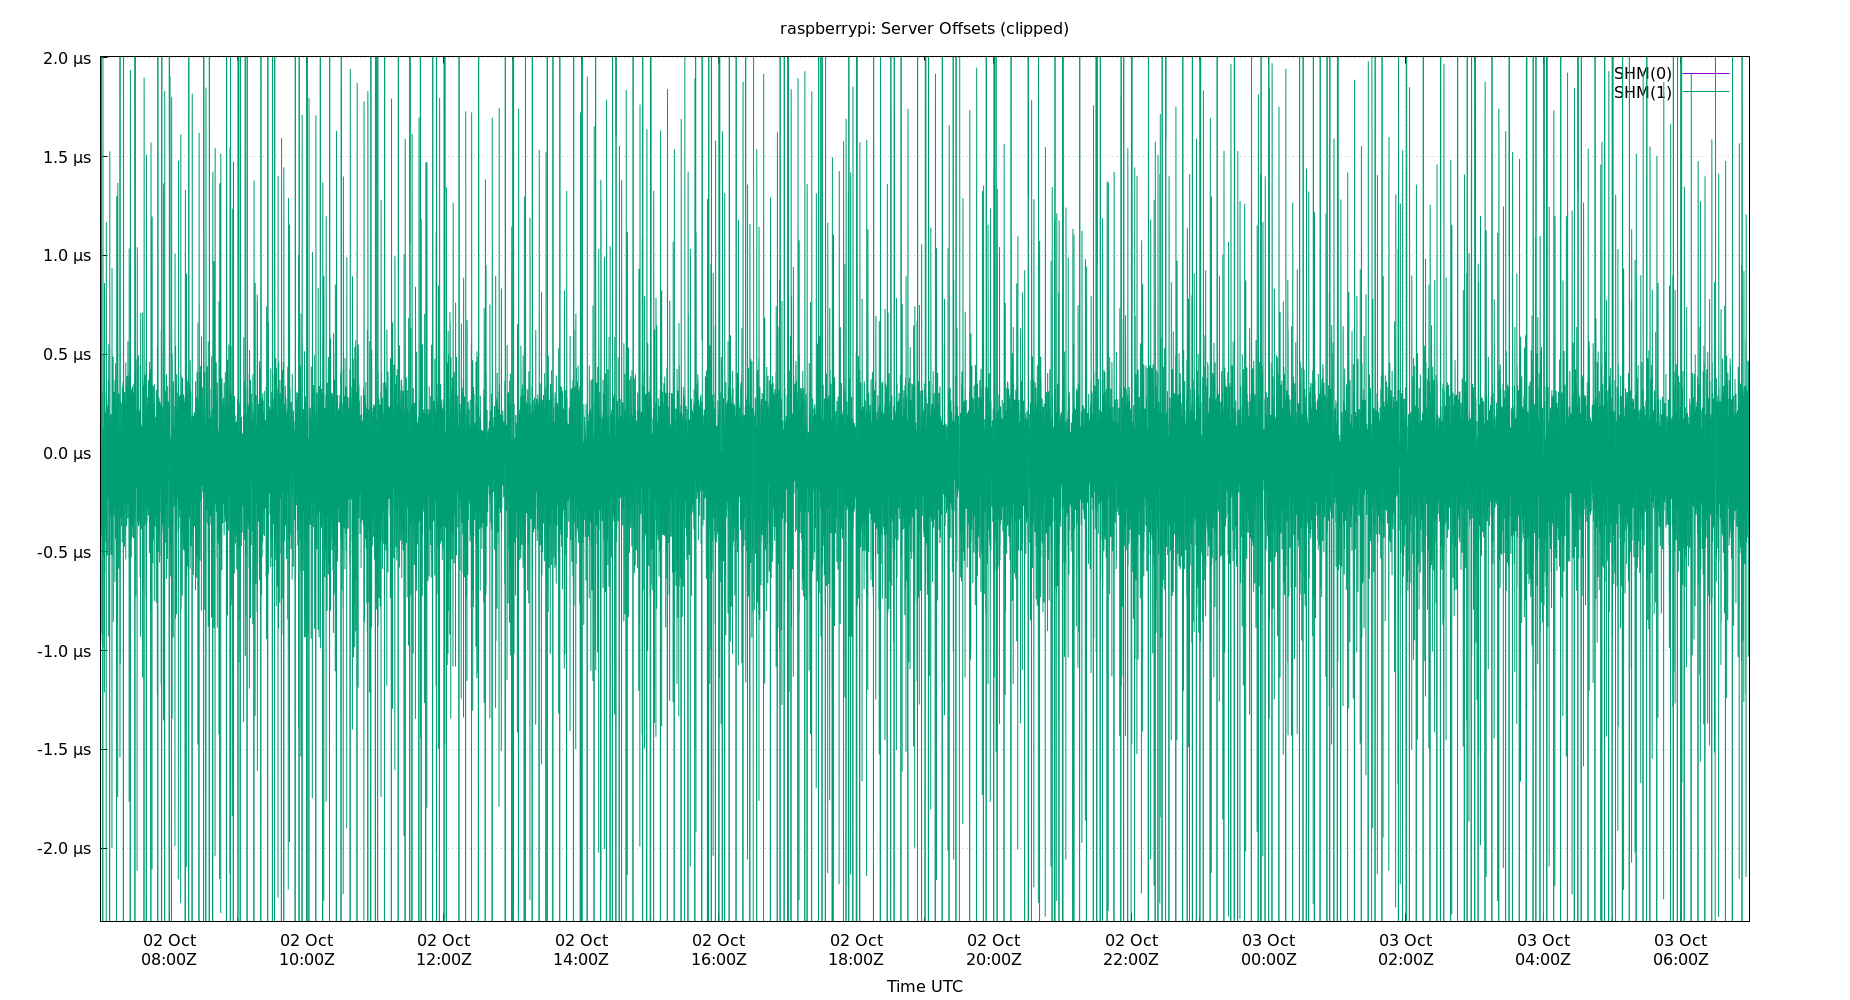 raspberrypi: Server Offsets (clipped)
2.0 μs
1.5 μs
1.0 μs
0.5 μs
0.0 μs
-0.5 μs
-1.0 μs
-1.5 μs
-2.0 μs
SHM(0)
SHM(1)
02 Oct 02 Oct 02 Oct 02 Oct 02 Oct 02 Oct 02 Oct 02 Oct 03 Oct 03 Oct 03 Oct 03 Oct
08:00Z 10:00Z 12:00Z 14:00Z 16:00Z 18:00Z 20:00Z 22:00Z 00:00Z 02:00Z 04:00Z 06:00Z
Time UTC